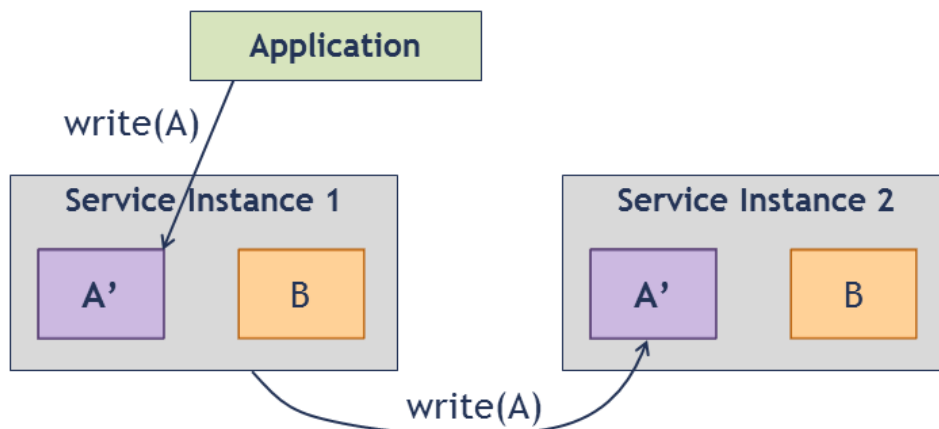 Application
write(A)
Service Instance 1
Service Instance 2
A’
B
A’
B
write(A)